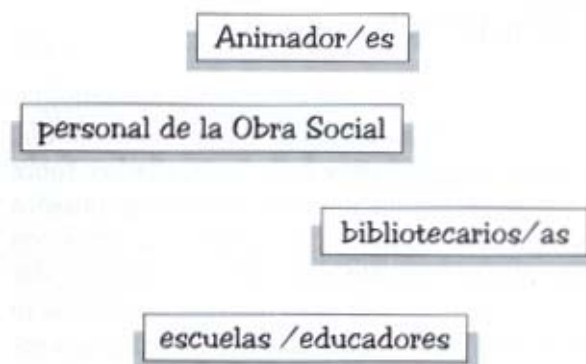 Animador/es
personal de la Obra Social
bibliotecarios/as
escuelas /educadores